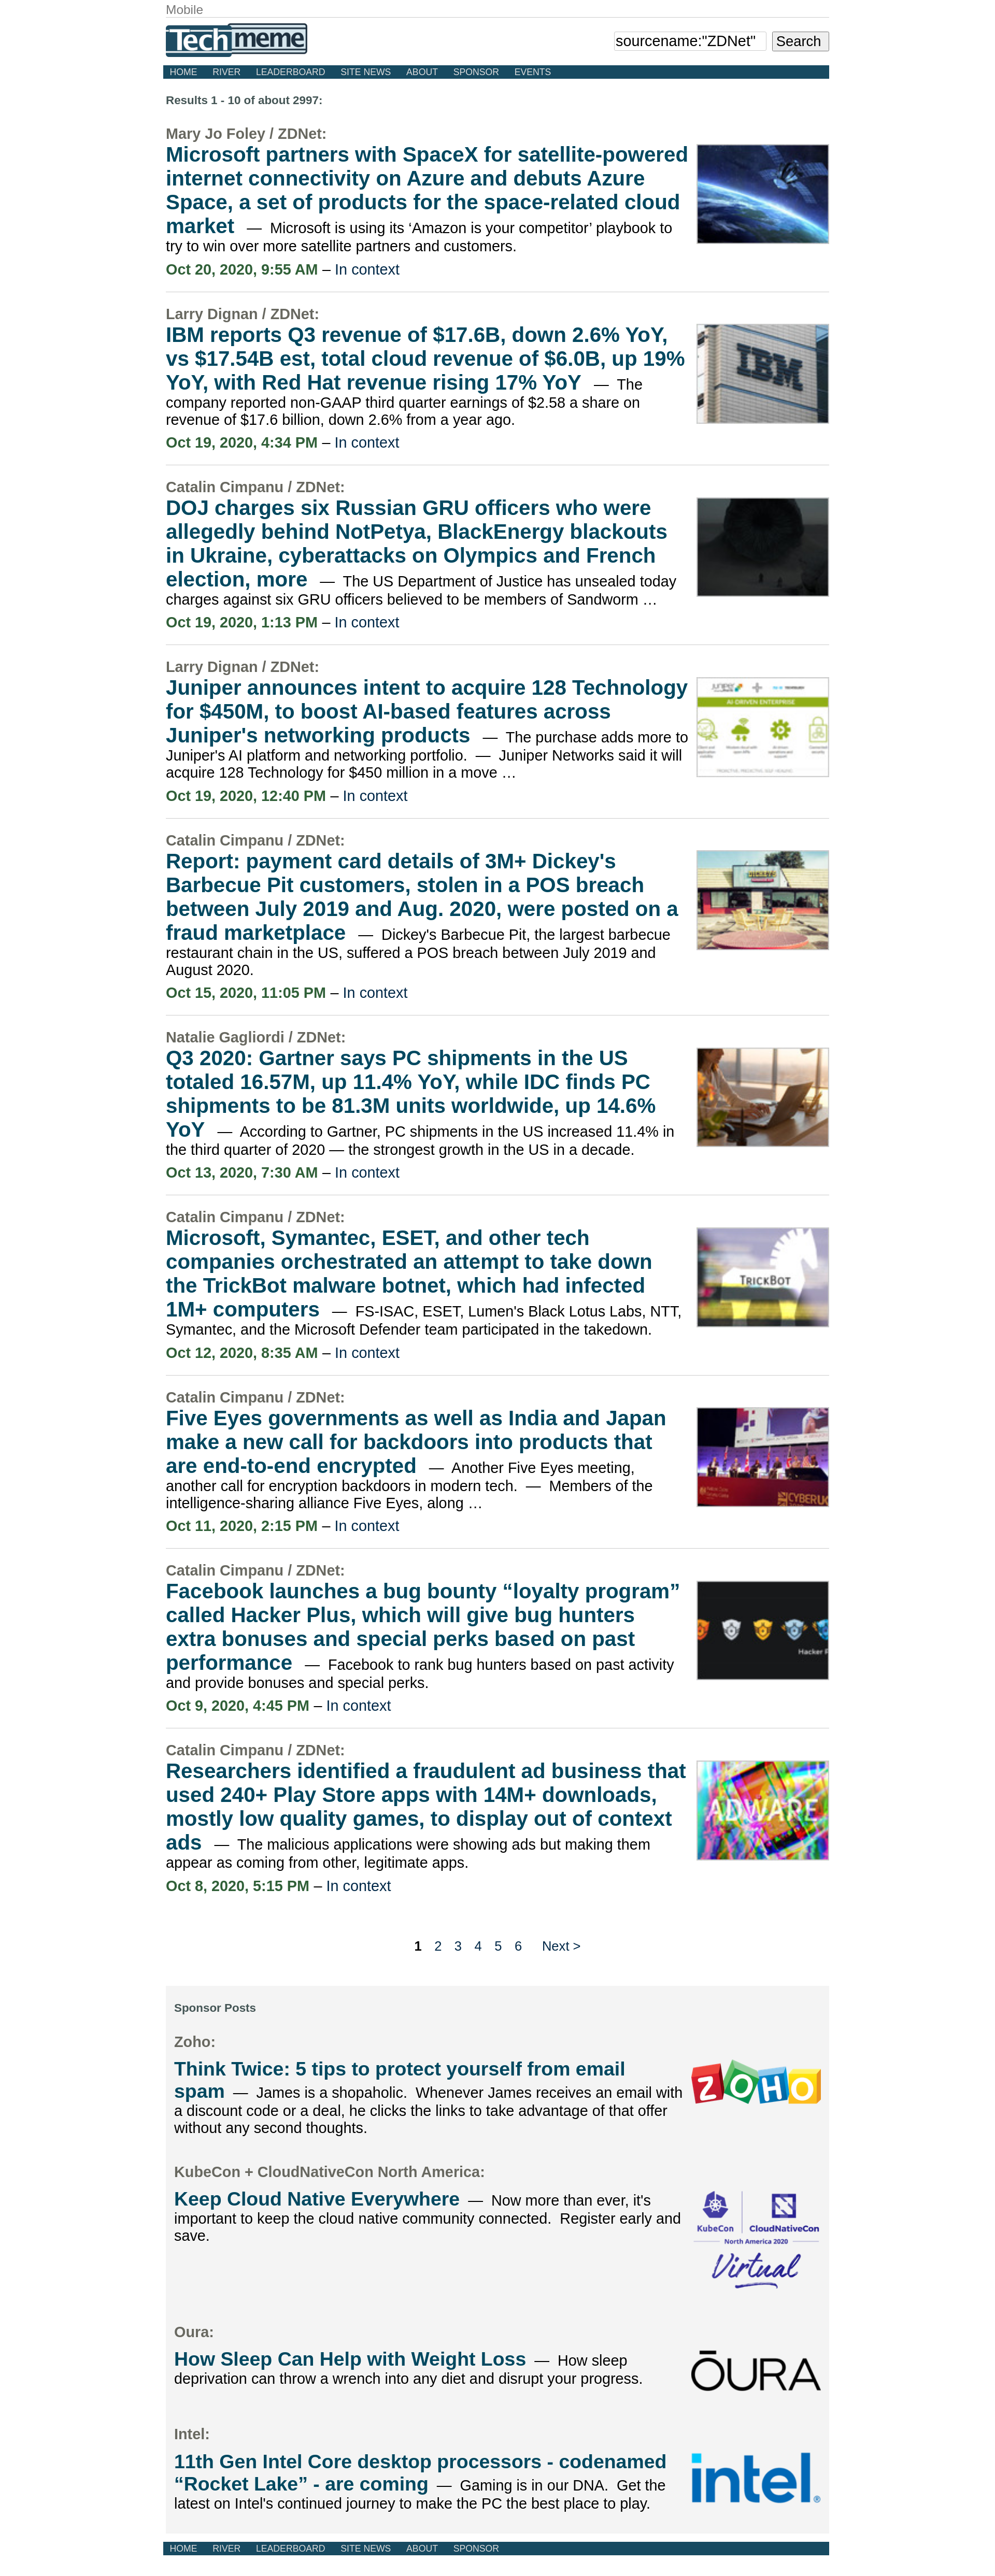 Mobile
Techmeme
sourcename:"ZDNet"
Search
HOME RIVER LEADERBOARD SITE NEWS ABOUT SPONSOR EVENTS
Results 1 - 10 of about 2997:
Mary Jo Foley / ZDNet:
Microsoft partners with SpaceX for satellite-powered
internet connectivity on Azure and debuts Azure
Space, a set of products for the space-related cloud
market — Microsoft is using its ‘Amazon is your competitor’ playbook to
try to win over more satellite partners and customers.
Oct 20, 2020, 9:55 AM – In context
Larry Dignan / ZDNet:
IBM reports Q3 revenue of $17.6B, down 2.6% YoY,
vs $17.54B est, total cloud revenue of $6.0B, up 19%
YoY, with Red Hat revenue rising 17% YoY — The
company reported non-GAAP third quarter earnings of $2.58 a share on
revenue of $17.6 billion, down 2.6% from a year ago.
IBM
Oct 19, 2020, 4:34 PM – In context
Catalin Cimpanu / ZDNet:
DOJ charges six Russian GRU officers who were
allegedly behind NotPetya, BlackEnergy blackouts
in Ukraine, cyberattacks on Olympics and French
election, more — The US Department of Justice has unsealed today
charges against six GRU officers believed to be members of Sandworm …
Oct 19, 2020, 1:13 PM – In context
Larry Dignan / ZDNet:
Juniper announces intent to acquire 128 Technology
for $450M, to boost AI-based features across
Juniper's networking products — The purchase adds more to
Juniper's AI platform and networking portfolio. — Juniper Networks said it will
acquire 128 Technology for $450 million in a move …
AI-DRIVEN ENTERPRISE
Oct 19, 2020, 12:40 PM – In context
Catalin Cimpanu / ZDNet:
Report: payment card details of 3M+ Dickey's
Barbecue Pit customers, stolen in a POS breach
between July 2019 and Aug. 2020, were posted on a
fraud marketplace — Dickey's Barbecue Pit, the largest barbecue
restaurant chain in the US, suffered a POS breach between July 2019 and
August 2020.
Oct 15, 2020, 11:05 PM – In context
Natalie Gagliordi / ZDNet:
Q3 2020: Gartner says PC shipments in the US
totaled 16.57M, up 11.4% YoY, while IDC finds PC
shipments to be 81.3M units worldwide, up 14.6%
YoY — According to Gartner, PC shipments in the US increased 11.4% in
the third quarter of 2020 — the strongest growth in the US in a decade.
Oct 13, 2020, 7:30 AM – In context
Catalin Cimpanu / ZDNet:
Microsoft, Symantec, ESET, and other tech
companies orchestrated an attempt to take down
the TrickBot malware botnet, which had infected
1M+ computers — FS-ISAC, ESET, Lumen's Black Lotus Labs, NTT,
Symantec, and the Microsoft Defender team participated in the takedown.
TRICKBOT
Oct 12, 2020, 8:35 AM – In context
Catalin Cimpanu / ZDNet:
Five Eyes governments as well as India and Japan
make a new call for backdoors into products that
are end-to-end encrypted — Another Five Eyes meeting,
another call for encryption backdoors in modern tech. — Members of the
intelligence-sharing alliance Five Eyes, along …
CYBERUK
Oct 11, 2020, 2:15 PM – In context
Catalin Cimpanu / ZDNet:
Facebook launches a bug bounty “loyalty program”
called Hacker Plus, which will give bug hunters
extra bonuses and special perks based on past
performance — Facebook to rank bug hunters based on past activity
and provide bonuses and special perks.
Hacker P
Oct 9, 2020, 4:45 PM – In context
Catalin Cimpanu / ZDNet:
Researchers identified a fraudulent ad business that
used 240+ Play Store apps with 14M+ downloads,
mostly low quality games, to display out of context
ads — The malicious applications were showing ads but making them
appear as coming from other, legitimate apps.
ADWARE
Oct 8, 2020, 5:15 PM – In context
1 2 3 4 5 6 Next >
Sponsor Posts
Zoho:
Think Twice: 5 tips to protect yourself from email
spam — James is a shopaholic. Whenever James receives an email with
a discount code or a deal, he clicks the links to take advantage of that offer
without any second thoughts.
ZOHO
KubeCon + CloudNativeCon North America:
Keep Cloud Native Everywhere — Now more than ever, it's
important to keep the cloud native community connected. Register early and
save.
KubeCon CloudNativeCon
North America 2020
Virtual
Oura:
How Sleep Can Help with Weight Loss — How sleep
deprivation can throw a wrench into any diet and disrupt your progress.
ŌURA
Intel:
11th Gen Intel Core desktop processors - codenamed
“Rocket Lake” - are coming — Gaming is in our DNA. Get the
latest on Intel's continued journey to make the PC the best place to play.
intel®
HOME RIVER LEADERBOARD SITE NEWS ABOUT SPONSOR